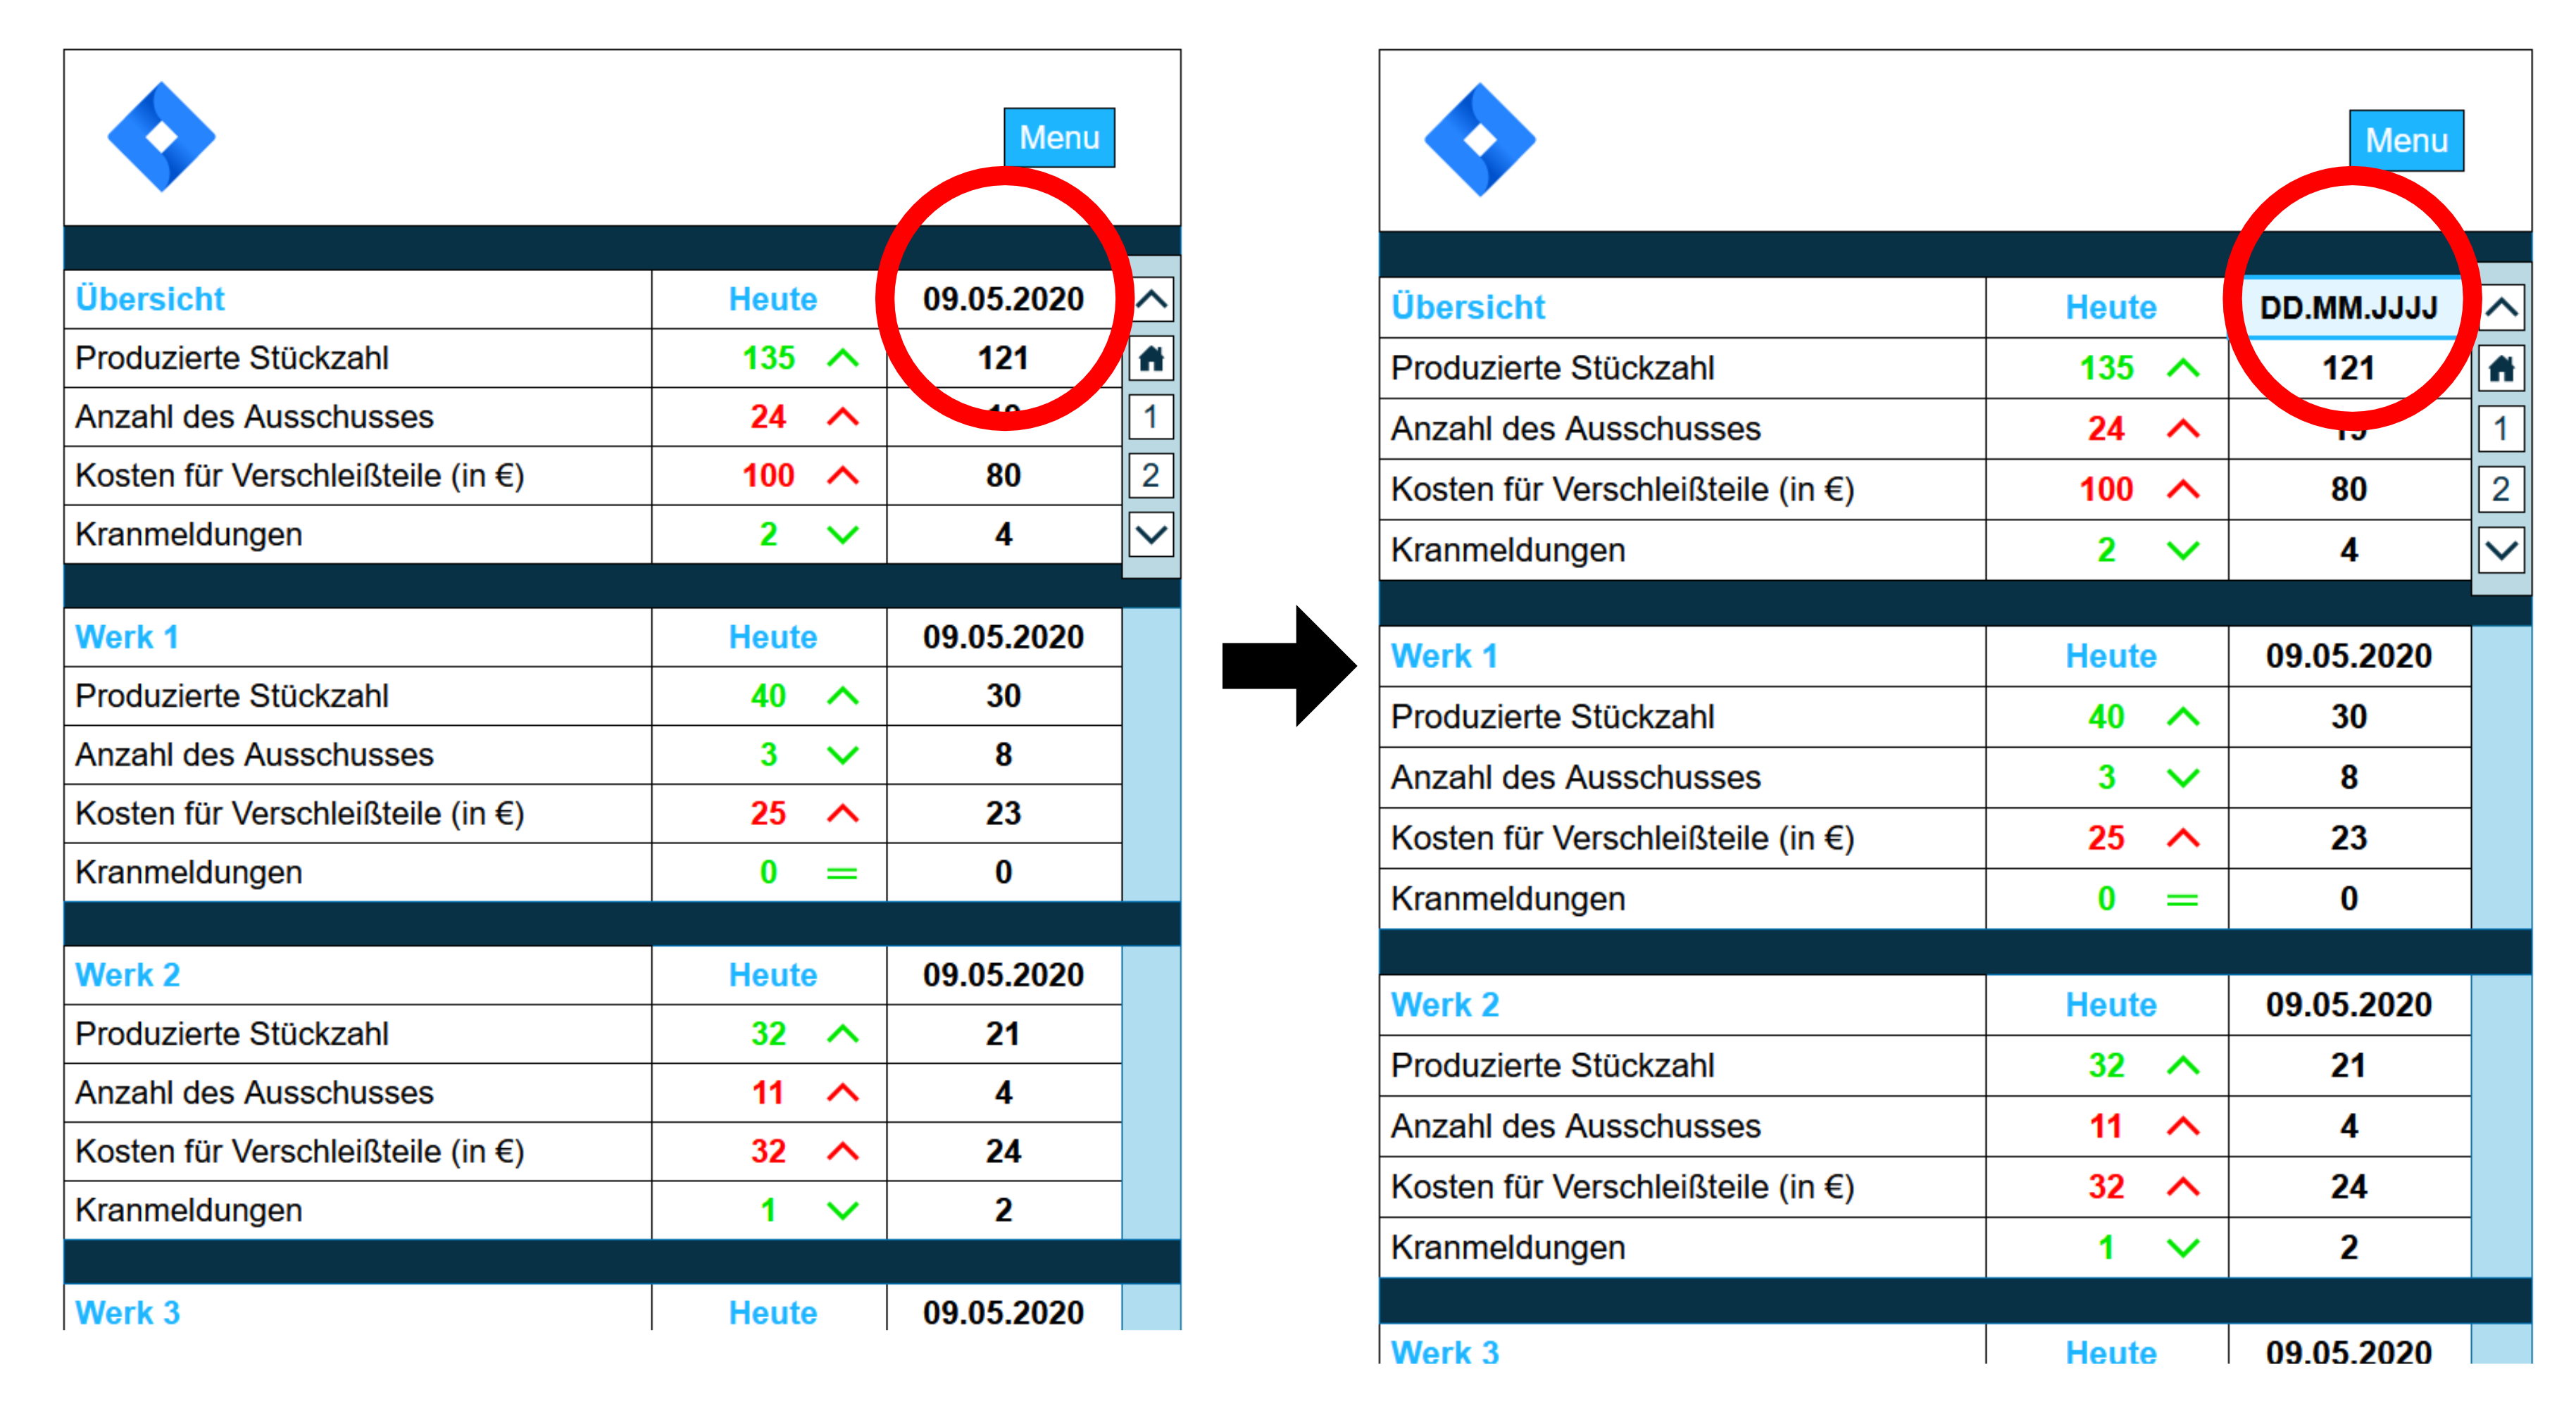 Menu
Übersicht Heute 09.05.2020
Produzierte Stückzahl 135 121
Anzahl des Ausschusses 24 1
Kosten für Verschleißteile (in €) 100 80 2
Kranmeldungen 2 4
Werk 1 Heute 09.05.2020
Produzierte Stückzahl 40 30
Anzahl des Ausschusses 3 8
Kosten für Verschleißteile (in €) 25 23
Kranmeldungen 0 = 0
Werk 2 Heute 09.05.2020
Produzierte Stückzahl 32 21
Anzahl des Ausschusses 11 4
Kosten für Verschleißteile (in €) 32 24
Kranmeldungen 1 2
Werk 3 Heute 09.05.2020
Menu
Übersicht Heute DD.MM.JJJJ
Produzierte Stückzahl 135 121
Anzahl des Ausschusses 24 19 1
Kosten für Verschleißteile (in €) 100 80 2
Kranmeldungen 2 4
Werk 1 Heute 09.05.2020
Produzierte Stückzahl 40 30
Anzahl des Ausschusses 3 8
Kosten für Verschleißteile (in €) 25 23
Kranmeldungen 0 = 0
Werk 2 Heute 09.05.2020
Produzierte Stückzahl 32 21
Anzahl des Ausschusses 11 4
Kosten für Verschleißteile (in €) 32 24
Kranmeldungen 1 2
Werk 3 Heute 09.05.2020